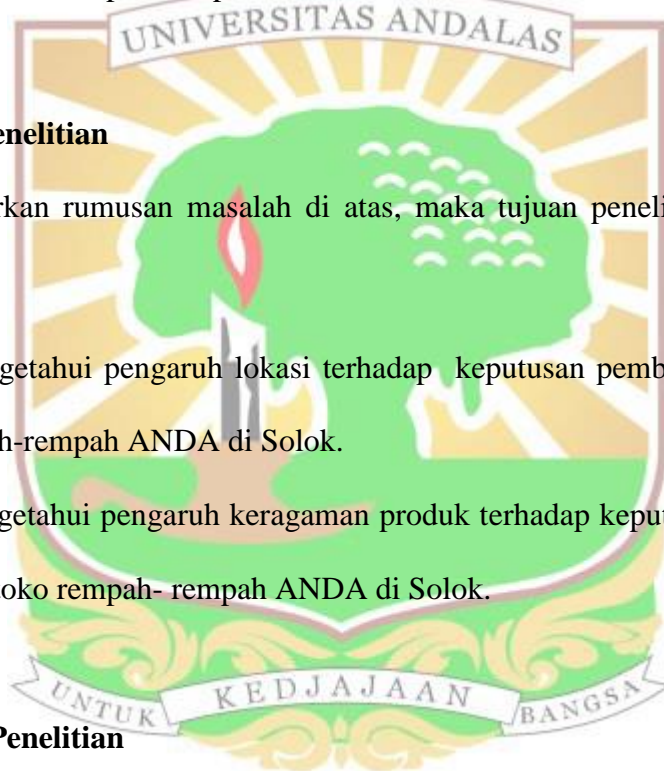 UNIVERSITAS ANDALAS
enelitian
rkan rumusan masalah di atas, maka tujuan peneli
getahui pengaruh lokasi terhadap keputusan pemb
h-rempah ANDA di Solok.
getahui pengaruh keragaman produk terhadap keput
toko rempah- rempah ANDA di Solok.
UNTUK KEDJAJAAN BANGSA
Penelitian